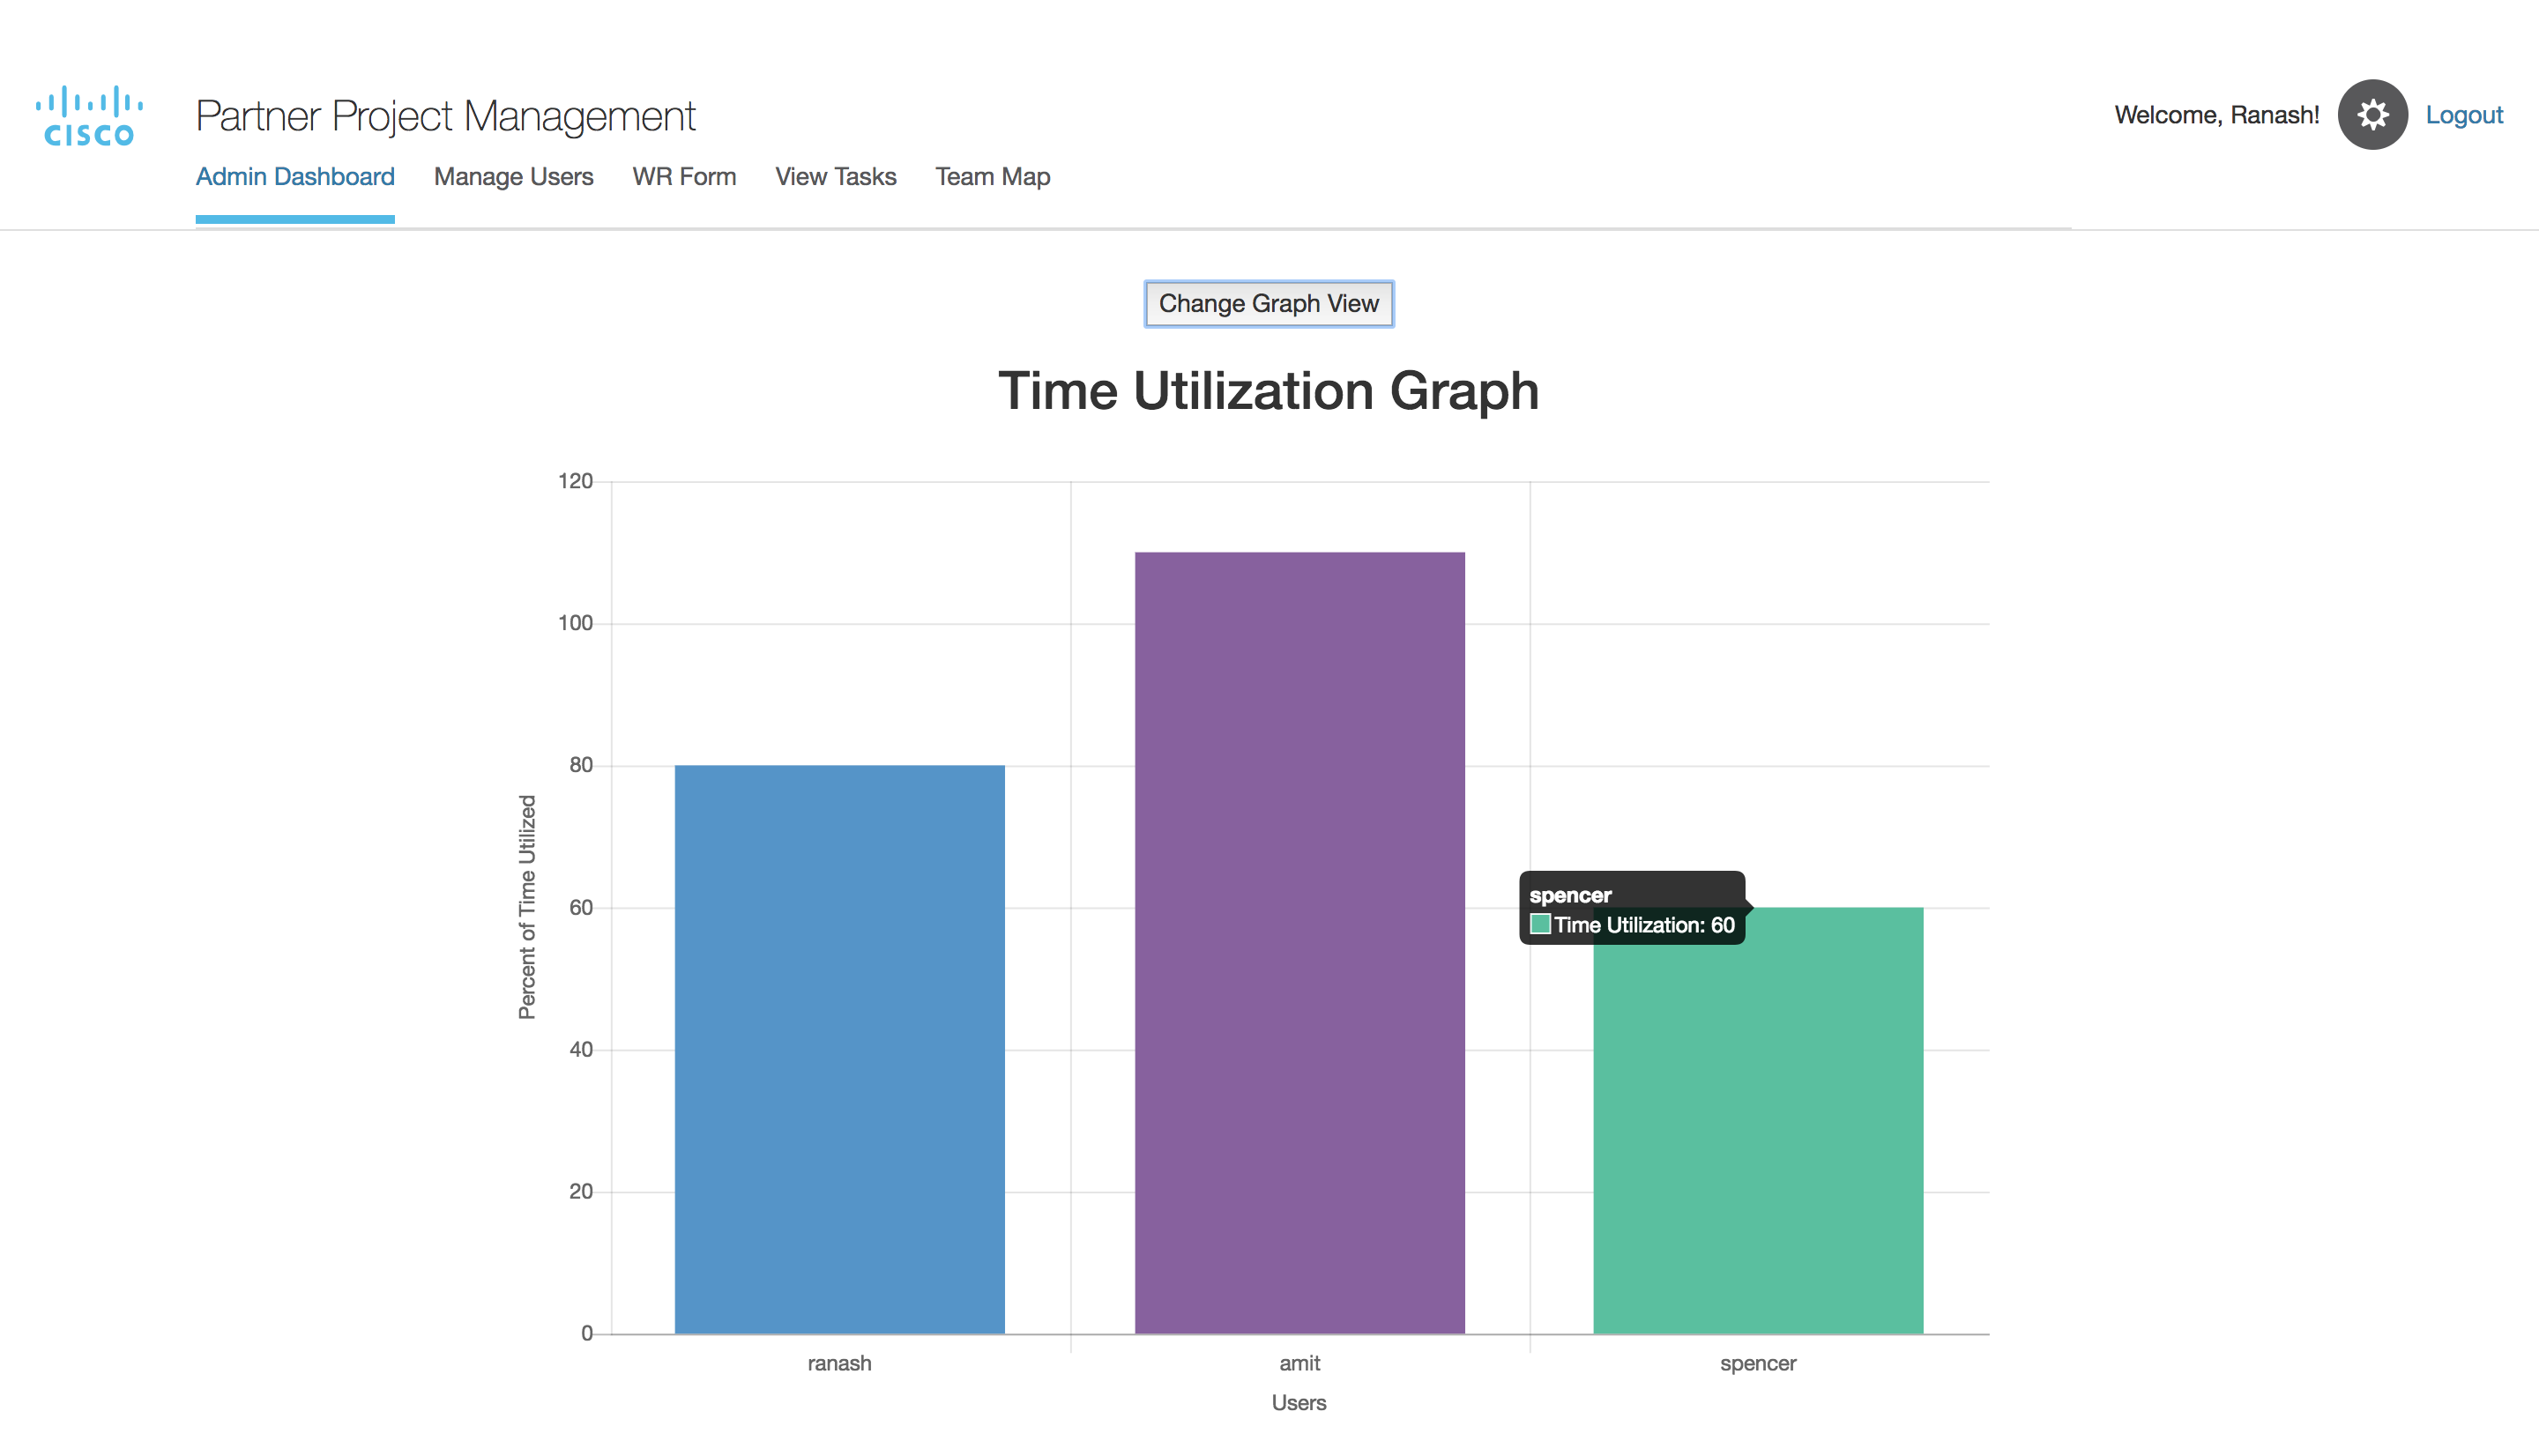 CISCO
Partner Project Management
Welcome, Ranash!
Logout
Admin Dashboard
Manage Users
WR Form
View Tasks
Team Map
Change Graph View
Time Utilization Graph
120
100
80
60
40
20
0
Percent of Time Utilized
spencer
Time Utilization: 60
ranash
amit
spencer
Users